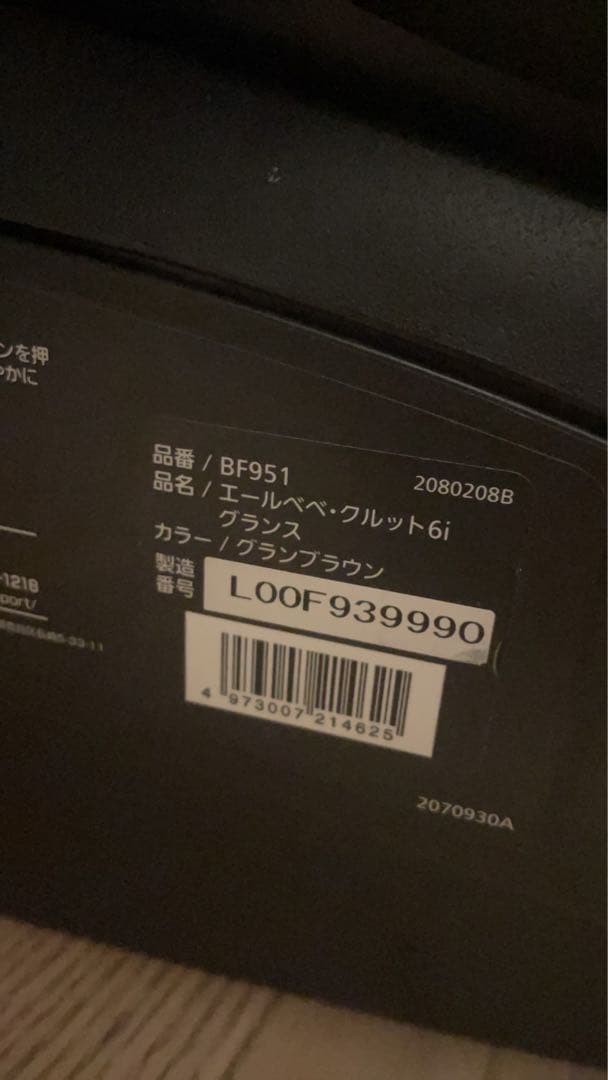 ンを押
やかに
品番 / BF951
2080208B
品名 / エールベベ・クルット6i
グランス
カラー / グランブラウン
製造
番号
L00F939990
-1218
port/
4 973007 214625
2070930A